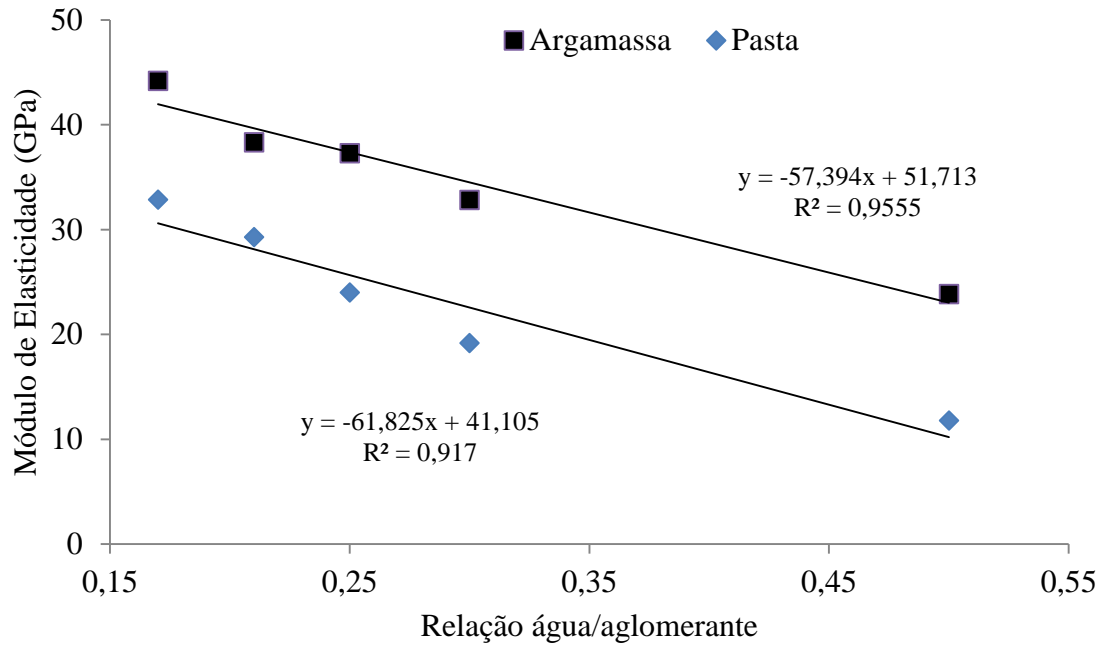 50
Argamassa
Pasta
40
30
20
10
0
Módulo de Elasticidade (GPa)
y = -57,394x + 51,713
R² = 0,9555
y = -61,825x + 41,105
R² = 0,917
0,15
0,25
0,35
0,45
0,55
Relação água/aglomerante